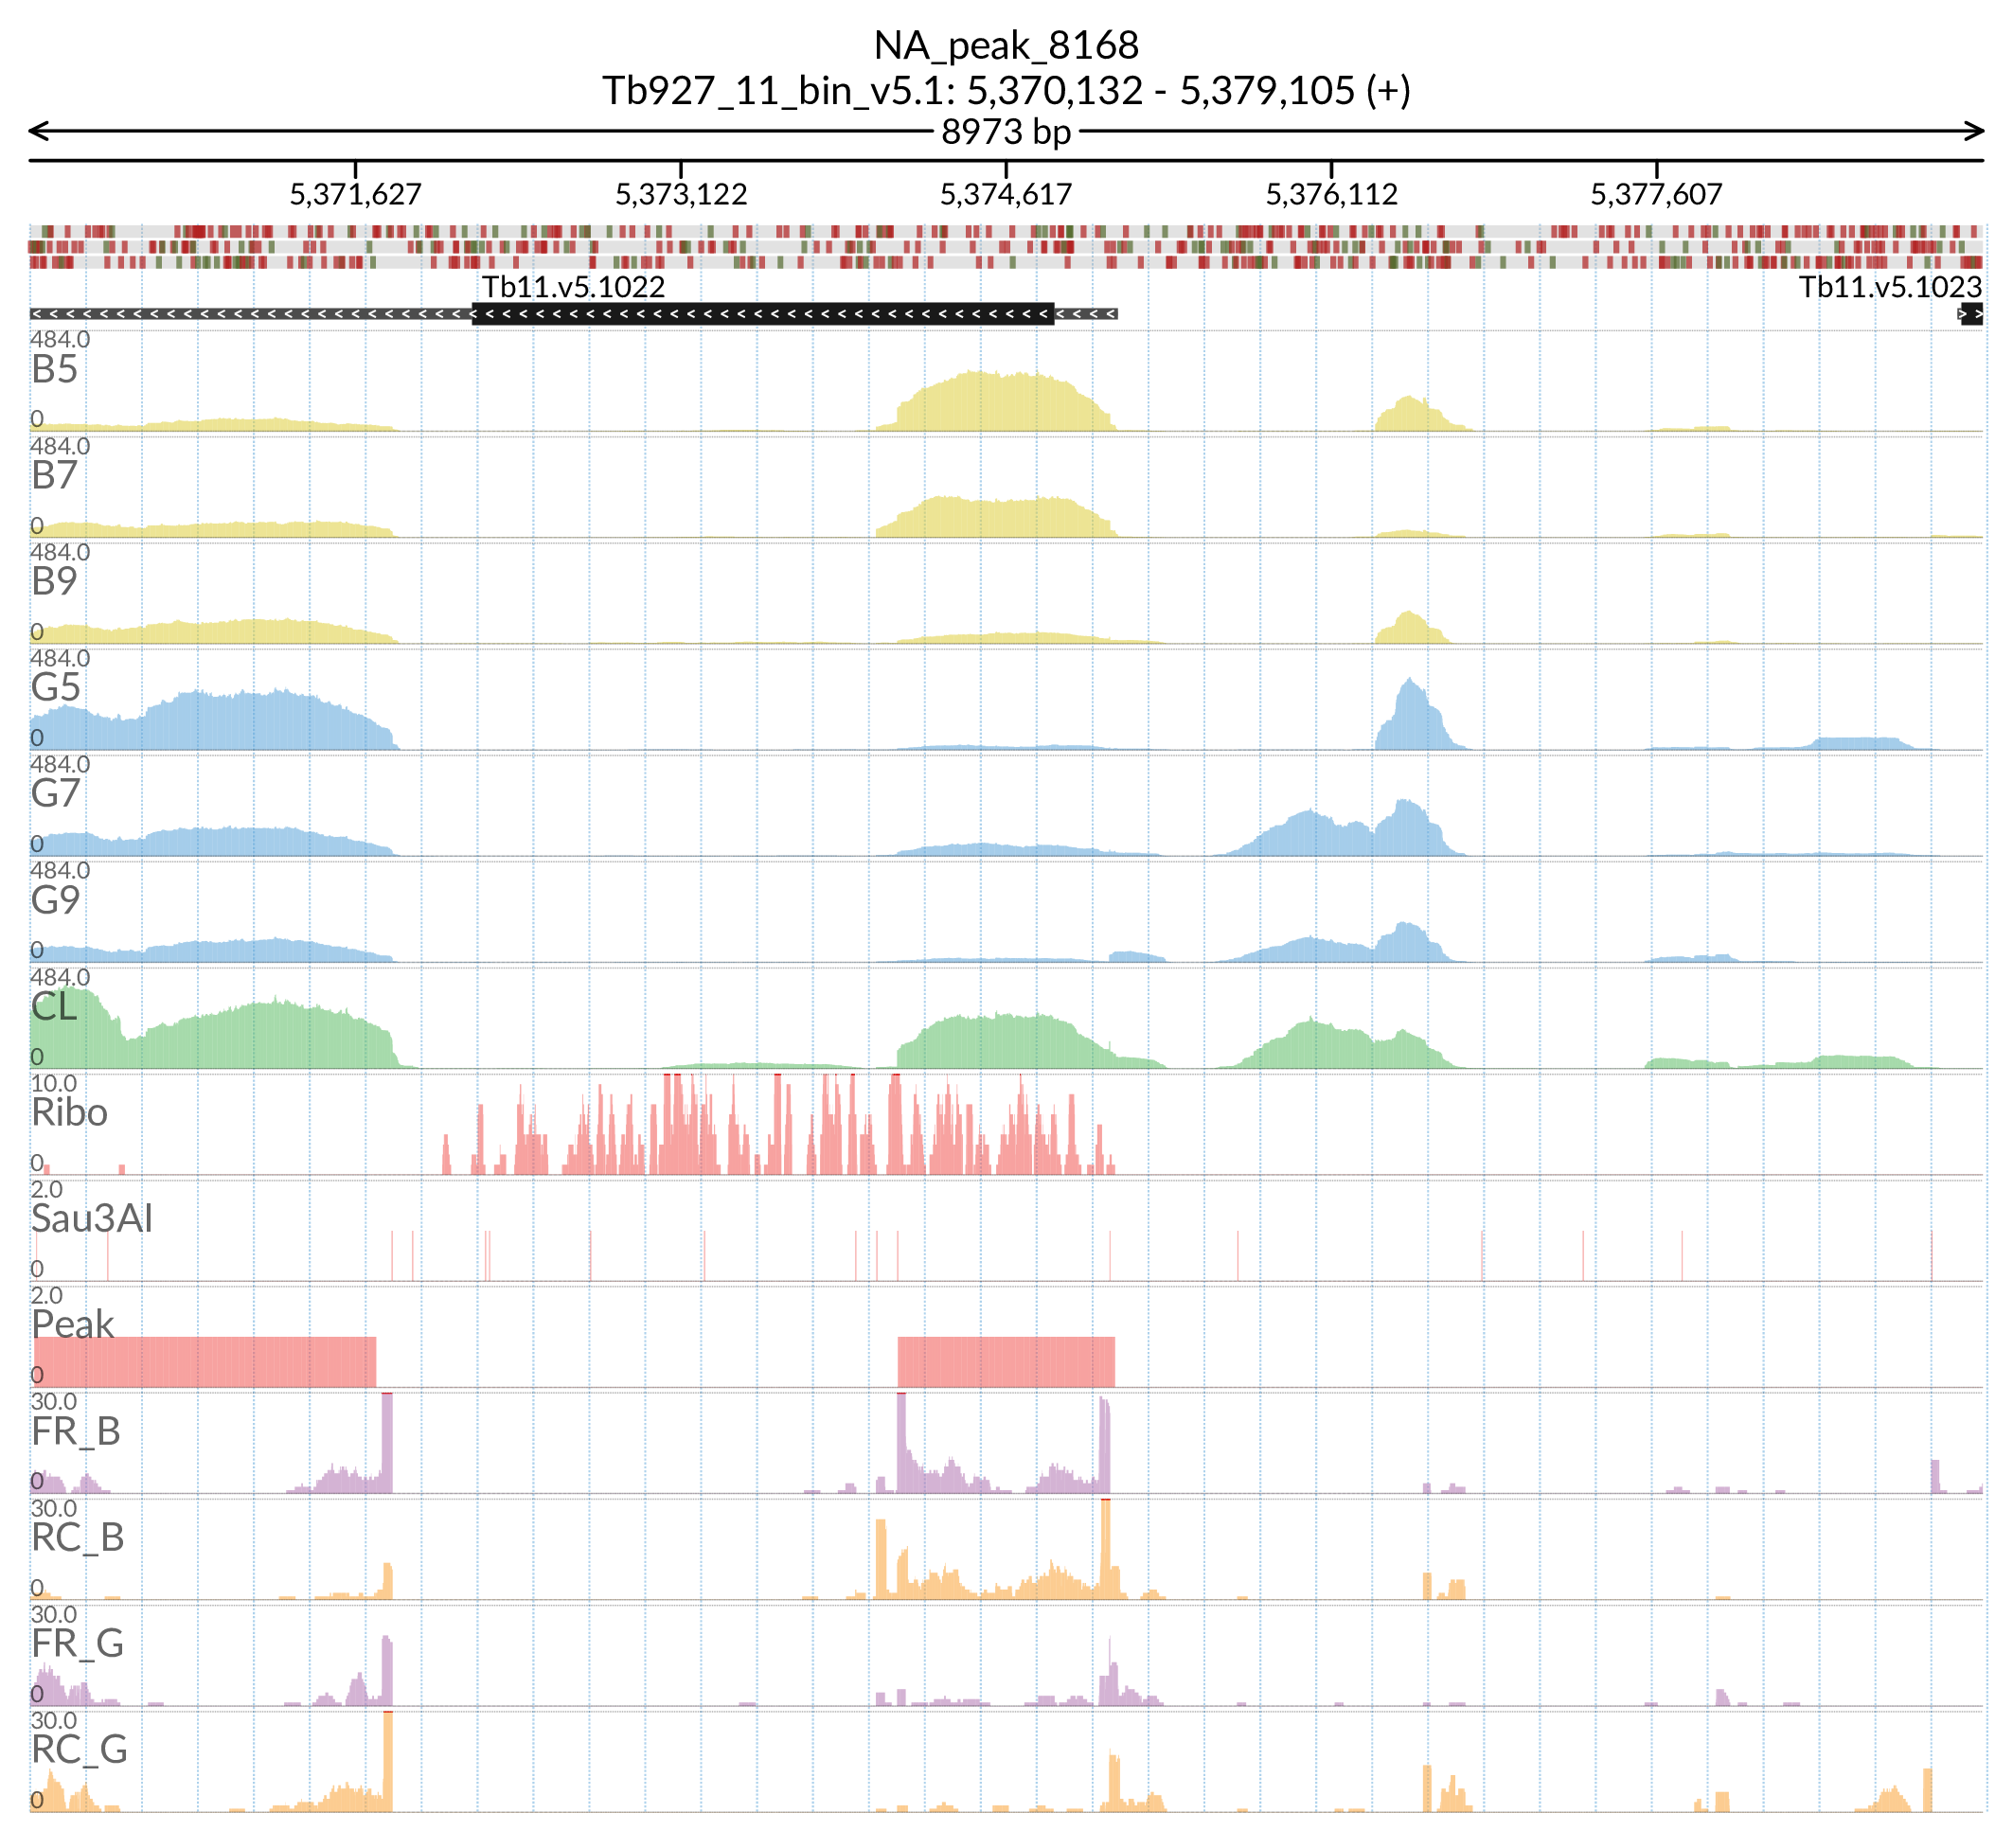 NA_peak_8168
Tb927_11_bin_v5.1: 5,370,132 - 5,379,105 (+)
8973 bp
5,371,627 5,373,122 5,374,617 5,376,112 5,377,607
Tb11.v5.1022 Tb11.v5.1023
484.0
B5
0
484.0
B7
0
484.0
B9
0
484.0
G5
0
484.0
G7
0
484.0
G9
0
484.0
CL
0
10.0
Ribo
0
2.0
Sau3AI
0
2.0
Peak
0
30.0
FR_B
0
30.0
RC_B
0
30.0
FR_G
0
30.0
RC_G
0